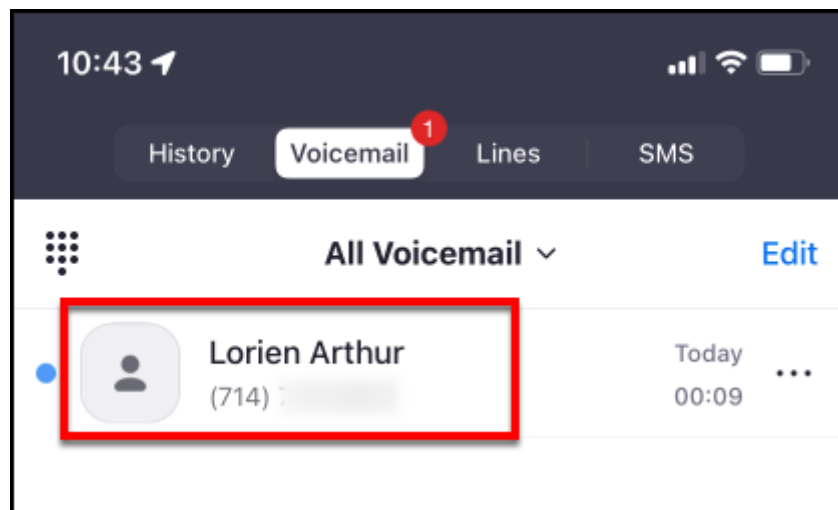 10:43
History Voicemail 1 Lines SMS
All Voicemail Edit
Lorien Arthur Today
(714) 00:09